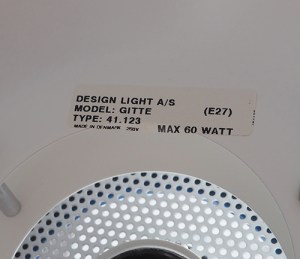 DESIGN LIGHT A/S
MODEL: GITTE (E27)
TYPE: 41.123
MADE IN DENMARK 250V MAX 60 WATT